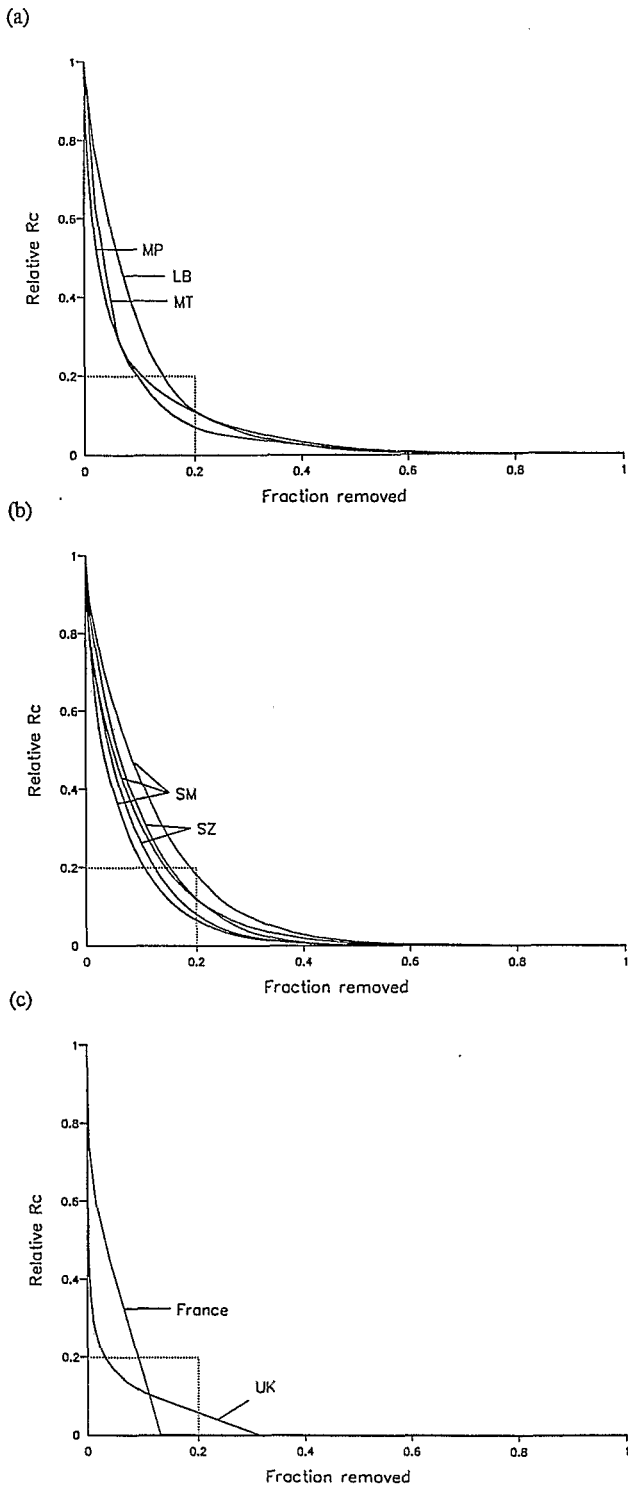 (a)
1
0.8
0.6
0.4
0.2
0
Relative Rc
MP
LB
MT
0 0.2 0.4 0.6 0.8 1
Fraction removed
(b)
1
0.8
0.6
0.4
0.2
0
Relative Rc
SM
SZ
0 0.2 0.4 0.6 0.8 1
Fraction removed
(c)
1
0.8
0.6
0.4
0.2
0
Relative Rc
France
UK
0 0.2 0.4 0.6 0.8 1
Fraction removed